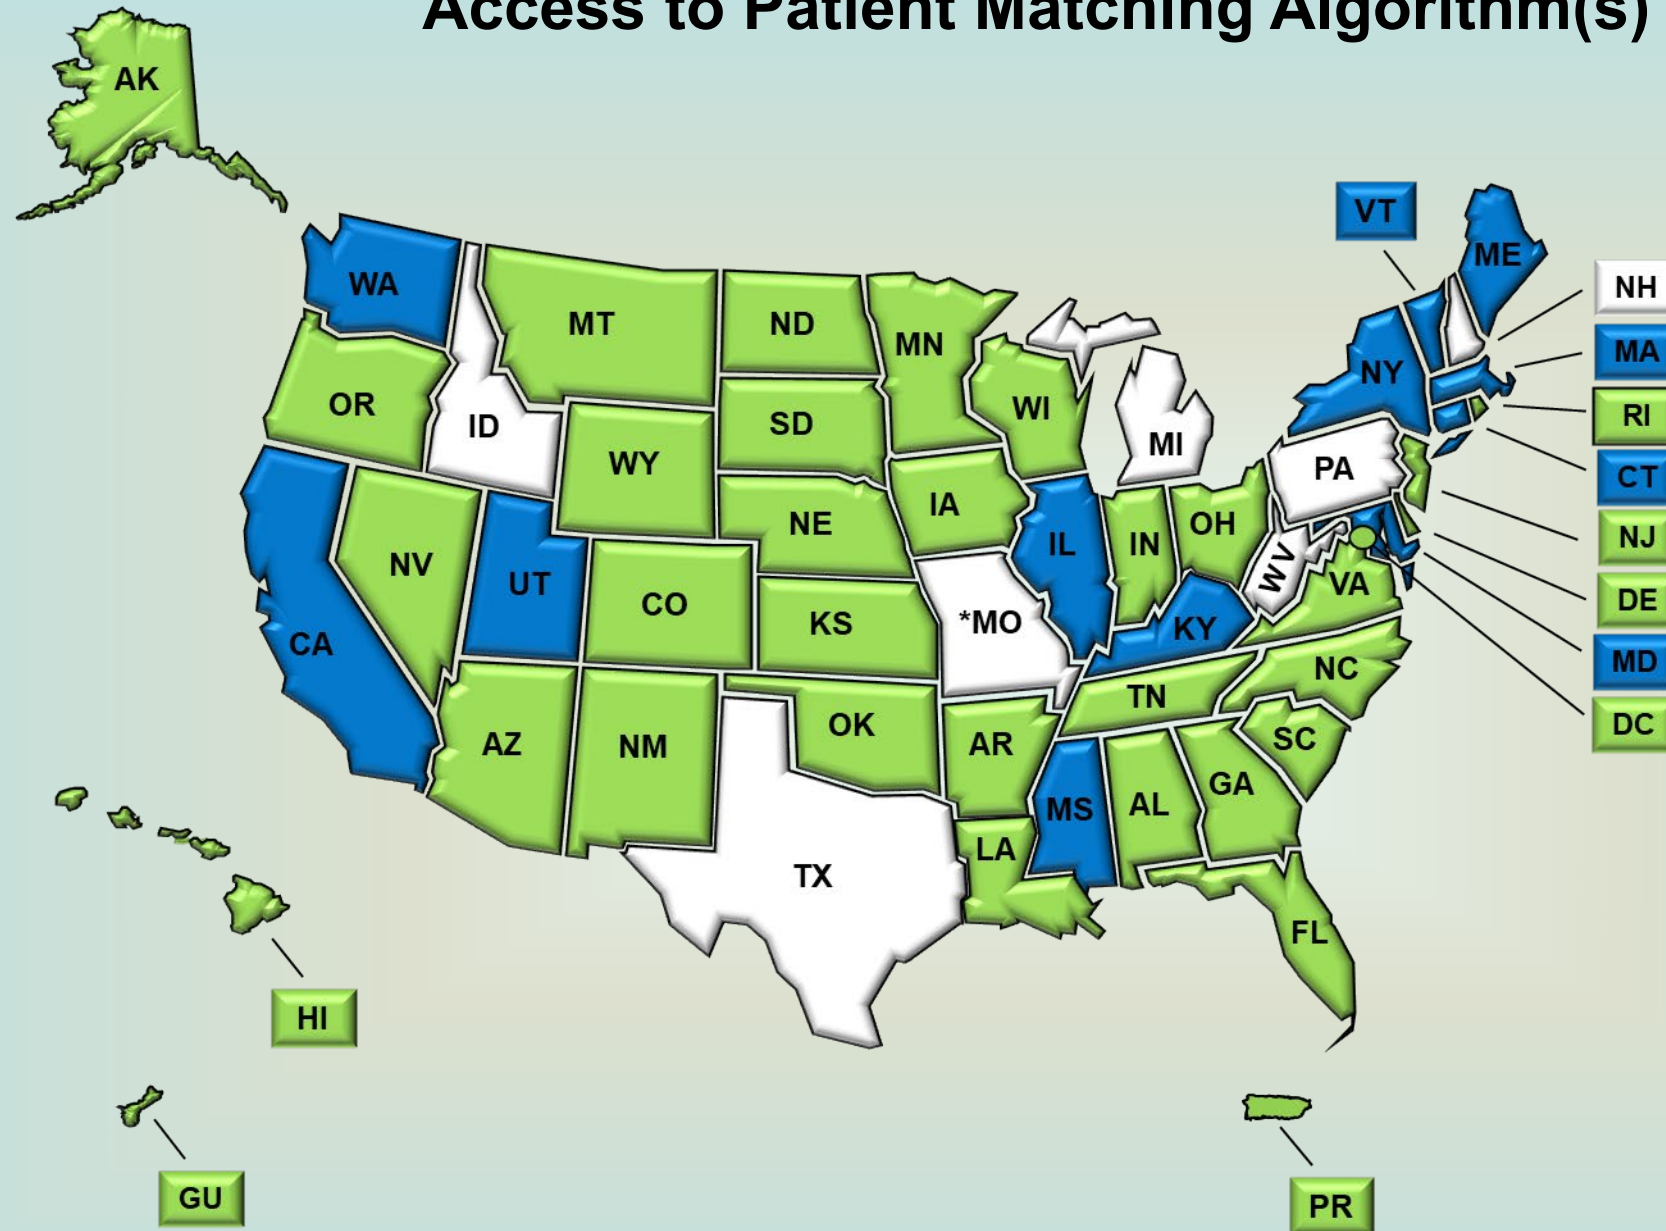 Access to Patient Matching Algorithm(s)
AK
VT
ME
WA
NH
MT
ND
MN
MA
NY
OR
WI
RI
ID
SD
MI
WY
PA
CT
IA
NE
OH
NJ
NV
UT
IL
IN
WV
VA
DE
CO
KS
*MO
KY
CA
MD
NC
TN
DC
AZ
NM
OK
AR
SC
MS
AL
GA
LA
TX
FL
HI
GU
PR